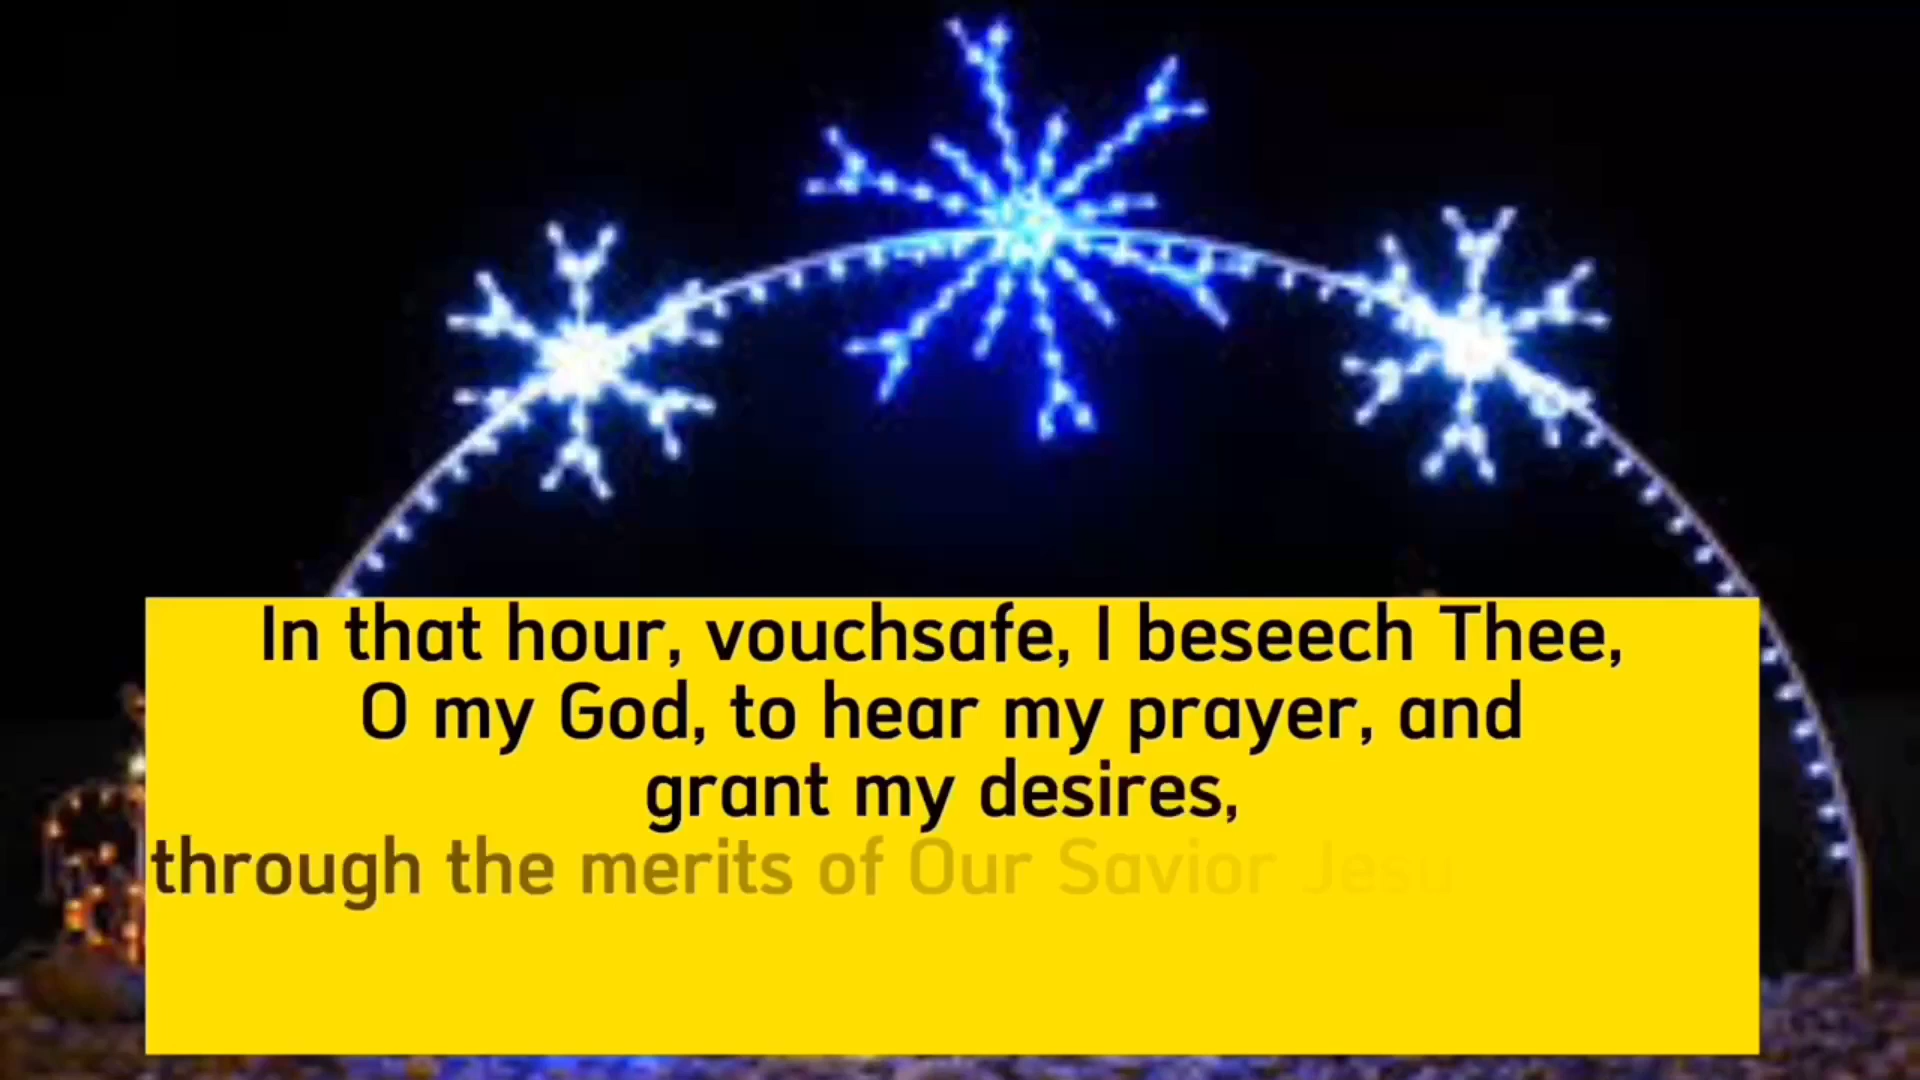 In that hour, vouchsafe, I beseech Thee,
O my God, to hear my prayer, and
grant my desires,
through the merits of Our Savior Jesu